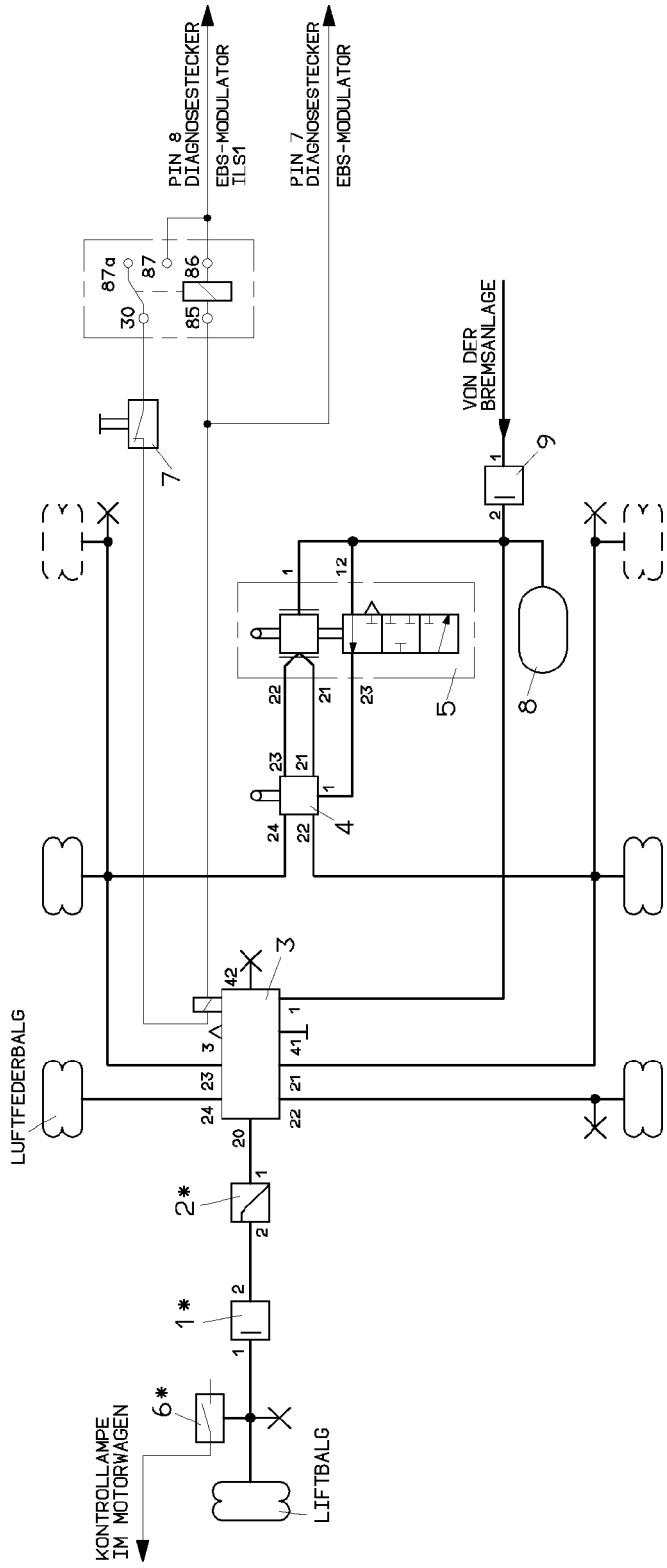 LUFTFEDERBALG
KONTROLLAMPE
IM MOTORWAGEN
6*
1*
2*
1
2
2
1
20
24
23
3
42
22
21
41
1
3
LIFTBALG
24
23
22
21
1
4
22
21
23
1
12
5
7
30
87a
87
85
86
PIN 8
DIAGNOSESTECKER
EBS-MODULATOR
ILS1
PIN 7
DIAGNOSESTECKER
EBS-MODULATOR
VON DER
BREMSANLAGE
2
1
9
8